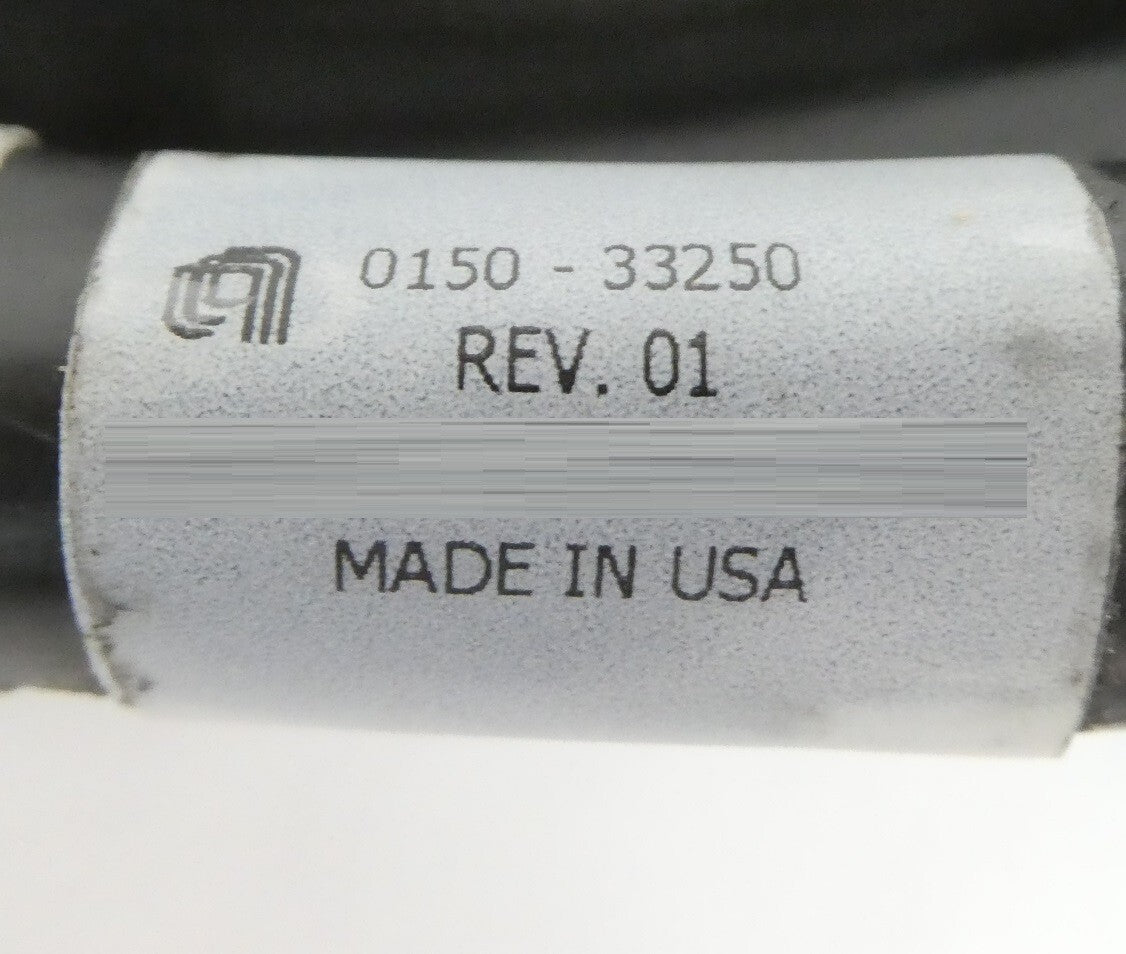 0150 - 33250
REV. 01
MADE IN USA